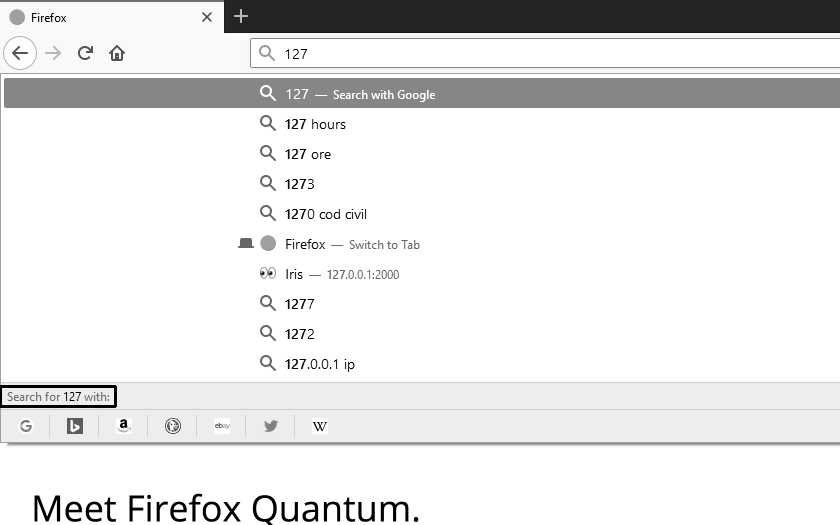 Firefox
127
127 — Search with Google
127 hours
127 ore
1273
1270 cod civil
Firefox — Switch to Tab
Iris — 127.0.0.1:2000
1277
1272
127.0.0.1 ip
Search for 127 with:
G b a ebay W
Meet Firefox Quantum.